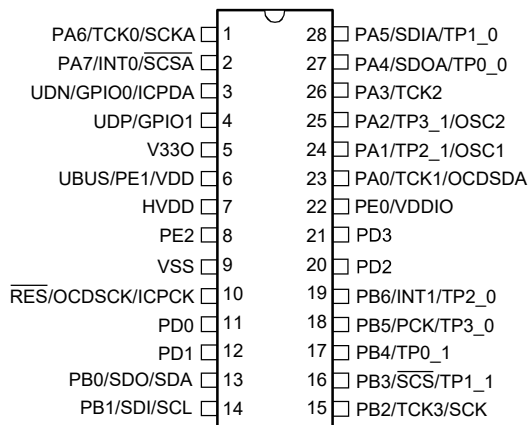 PA6/TCK0/SCKA 1 28 PA5/SDIA/TP1_0
PA7/INT0/SCSA 2 27 PA4/SDOA/TP0_0
UDN/GPIO0/ICPDA 3 26 PA3/TCK2
UDP/GPIO1 4 25 PA2/TP3_1/OSC2
V33O 5 24 PA1/TP2_1/OSC1
UBUS/PE1/VDD 6 23 PA0/TCK1/OCDSDA
HVDD 7 22 PE0/VDDIO
PE2 8 21 PD3
VSS 9 20 PD2
RES/OCDSCK/ICPCK 10 19 PB6/INT1/TP2_0
PD0 11 18 PB5/PCK/TP3_0
PD1 12 17 PB4/TP0_1
PB0/SDO/SDA 13 16 PB3/SCS/TP1_1
PB1/SDI/SCL 14 15 PB2/TCK3/SCK